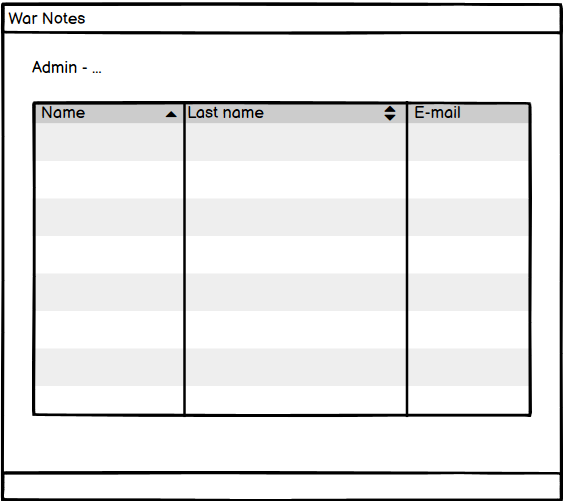 War Notes
Admin - ...
Name Last name E-mail